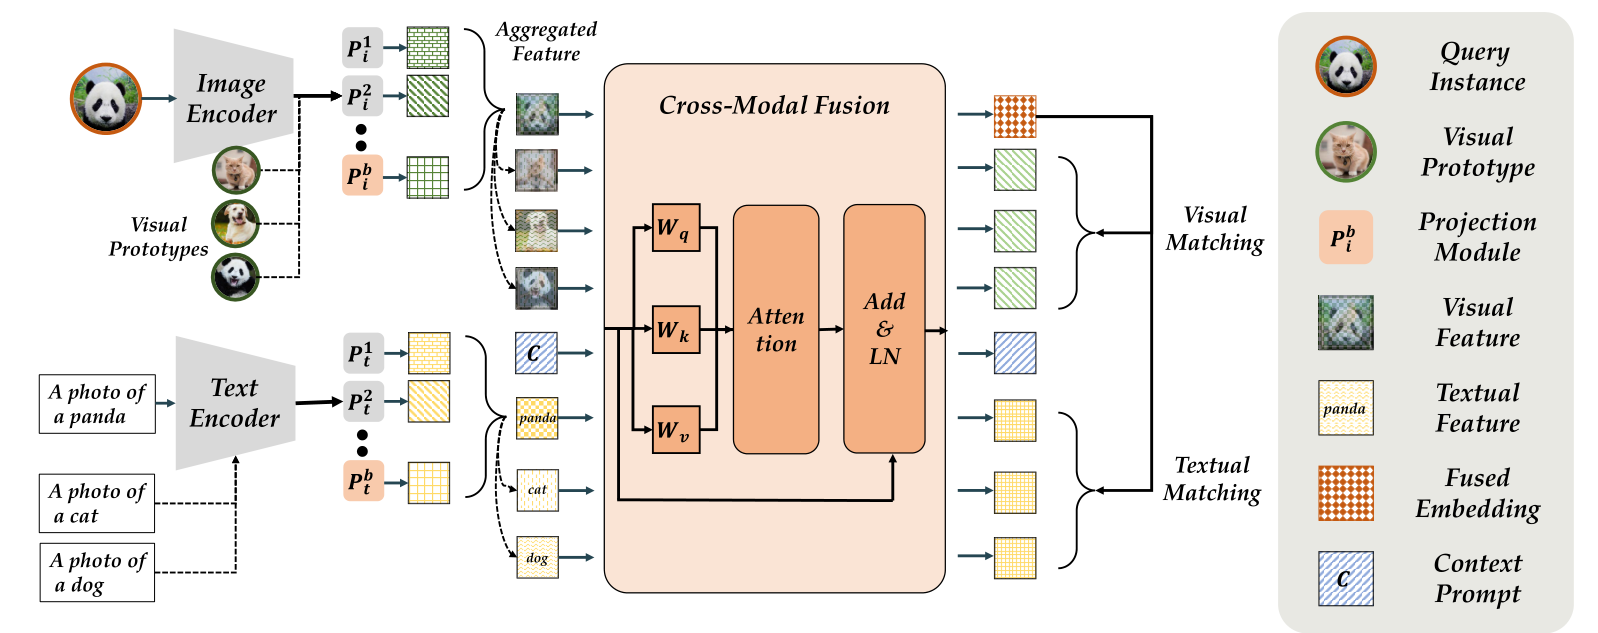 Image
Encoder
P_i^1
P_i^2
P_i^b
Visual
Prototypes
Aggregated
Feature
A photo of
a panda
A photo of
a cat
A photo of
a dog
Text
Encoder
P_t^1
P_t^2
P_t^b
C
panda
cat
dog
Cross-Modal Fusion
W_q
W_k
W_v
Atten
tion
Add
&
LN
Visual
Matching
Textual
Matching
Query
Instance
Visual
Prototype
P_i^b
Projection
Module
Visual
Feature
panda
Textual
Feature
Fused
Embedding
C
Context
Prompt